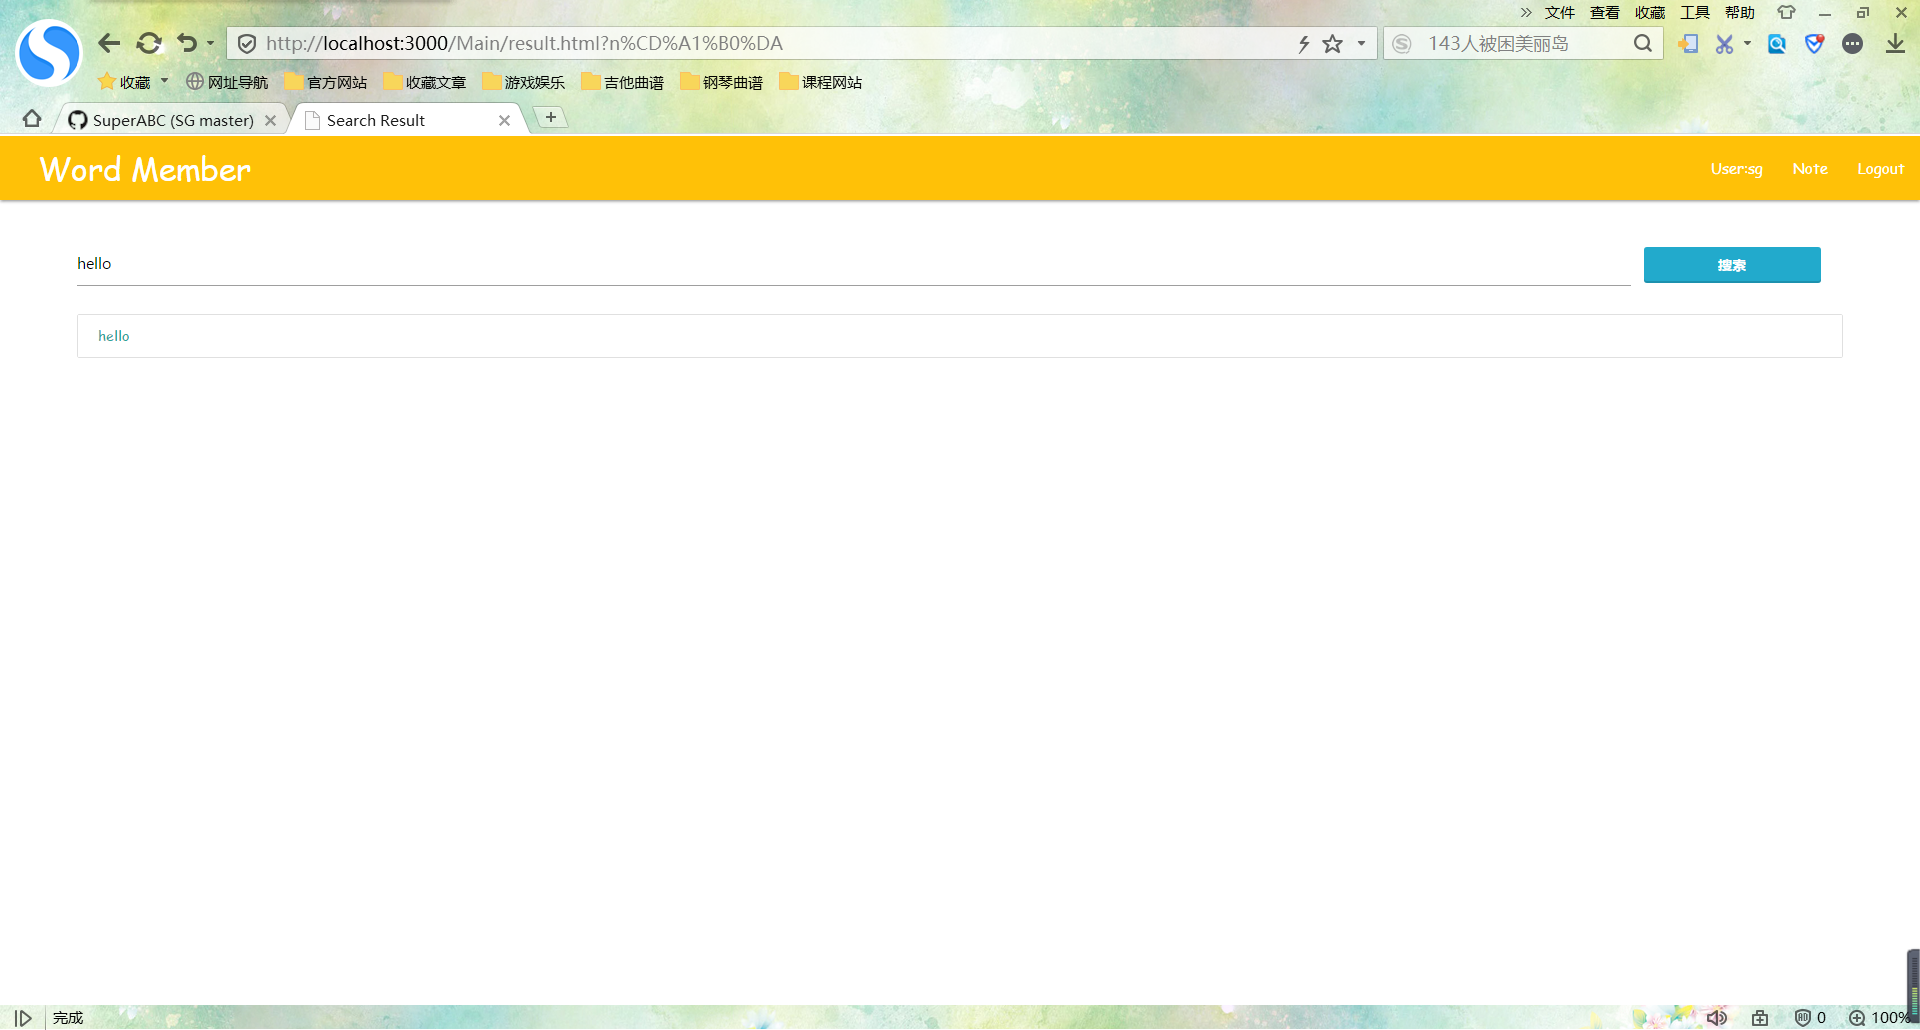 文件 查看 收藏 工具 帮助
http://localhost:3000/Main/result.html?n%CD%A1%B0%DA
143人被困美丽岛
收藏 网址导航 官方网站 收藏文章 游戏娱乐 吉他曲谱 钢琴曲谱 课程网站
SuperABC (SG master) Search Result
Word Member
User:sg Note Logout
hello
搜索
hello
完成
0 100%